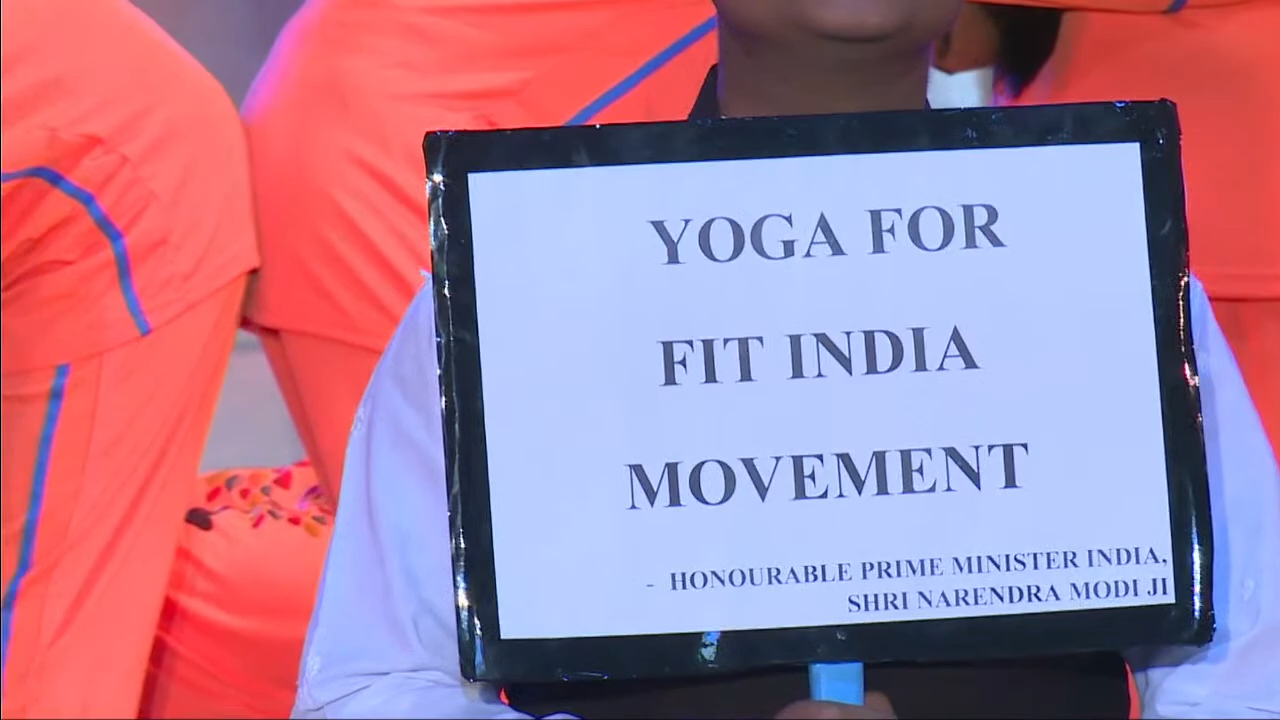 YOGA FOR
FIT INDIA
MOVEMENT
- HONOURABLE PRIME MINISTER INDIA,
SHRI NARENDRA MODI JI